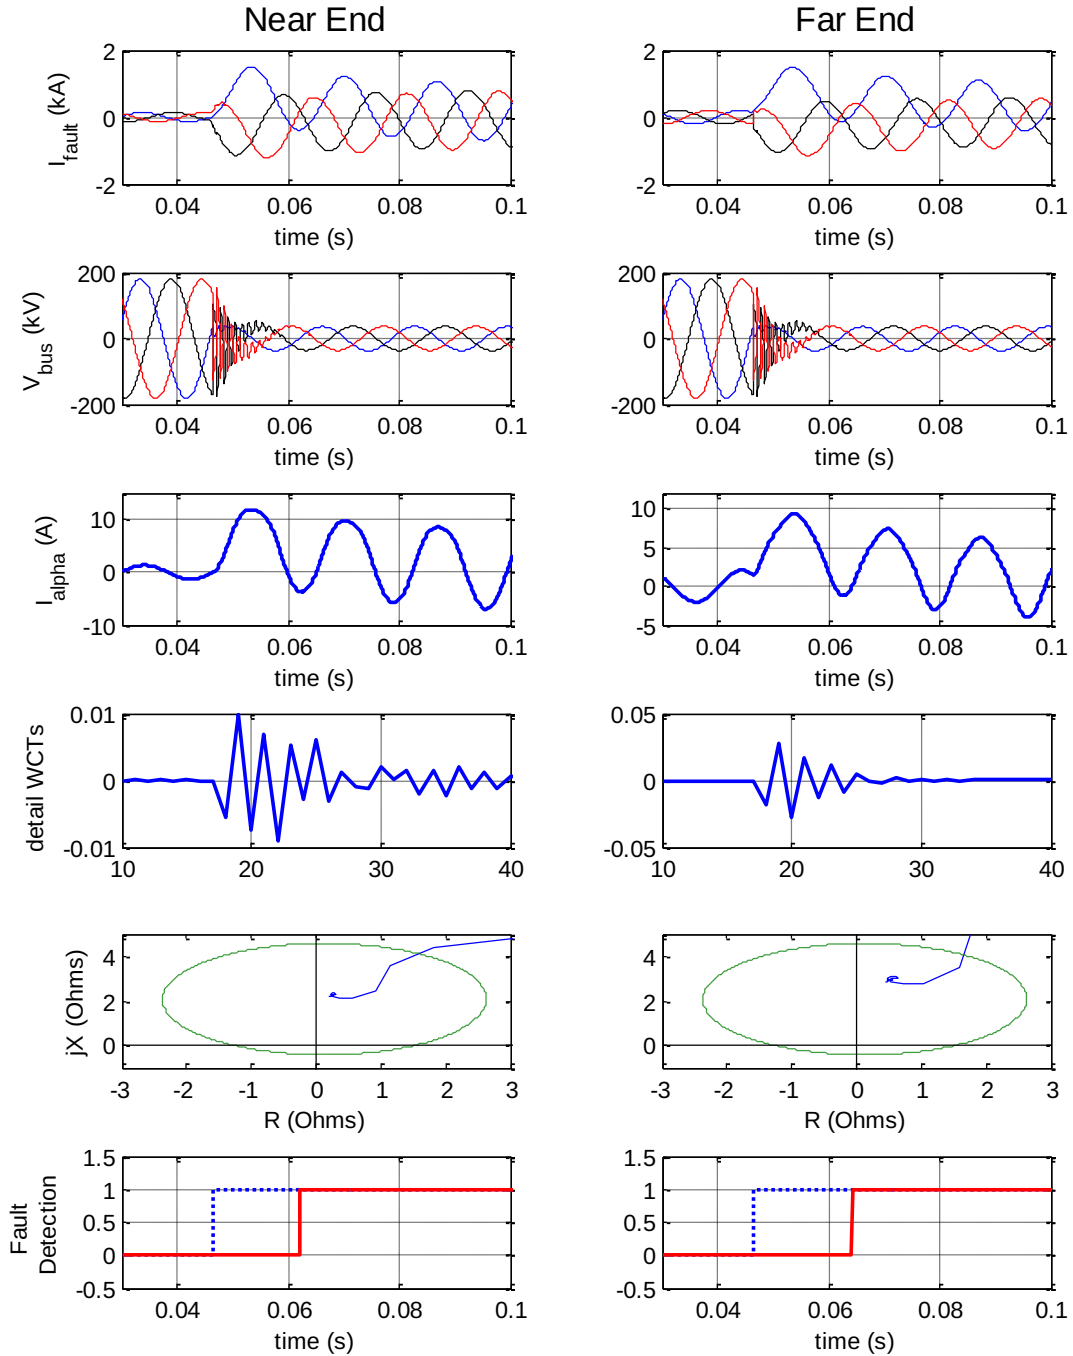 Near End
Far End
2
0
-2
I_fault (kA)
0.04 0.06 0.08 0.1
time (s)
2
0
-2
0.04 0.06 0.08 0.1
time (s)
200
0
-200
V_bus (kV)
0.04 0.06 0.08 0.1
time (s)
200
0
-200
0.04 0.06 0.08 0.1
time (s)
10
0
-10
I_alpha (A)
0.04 0.06 0.08 0.1
time (s)
10
5
0
-5
0.04 0.06 0.08 0.1
time (s)
0.01
0
-0.01
detail WCTs
10 20 30 40
0.05
0
-0.05
10 20 30 40
4
2
0
jX (Ohms)
-3 -2 -1 0 1 2 3
R (Ohms)
4
2
0
-3 -2 -1 0 1 2 3
R (Ohms)
1.5
1
0.5
0
-0.5
Fault
Detection
0.04 0.06 0.08 0.1
time (s)
1.5
1
0.5
0
-0.5
0.04 0.06 0.08 0.1
time (s)